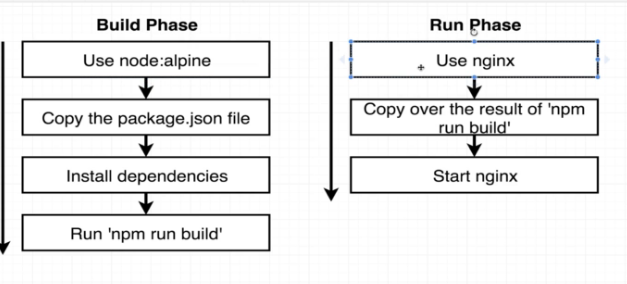 Build Phase
Use node:alpine
Copy the package.json file
Install dependencies
Run 'npm run build'
Run Phase
Use nginx
Copy over the result of 'npm
run build'
Start nginx